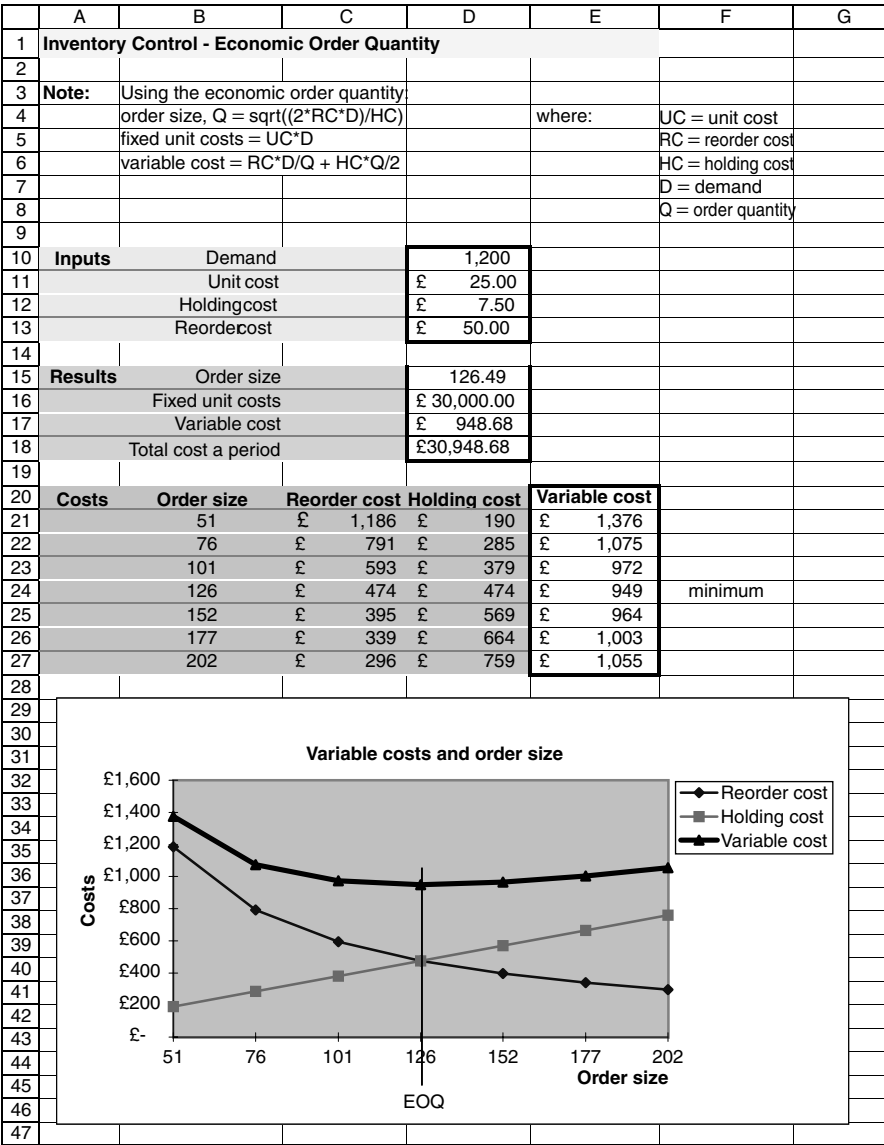 A B C D E F G
1 Inventory Control - Economic Order Quantity
2
3 Note: Using the economic order quantity:
4 order size, Q = sqrt((2*RC*D)/HC) where: UC = unit cost
5 fixed unit costs = UC*D RC = reorder cost
6 variable cost = RC*D/Q + HC*Q/2 HC = holding cost
7 D = demand
8 Q = order quantity
9
10 Inputs Demand 1,200
11 Unit cost £ 25.00
12 Holdingcost £ 7.50
13 Reordercost £ 50.00
14
15 Results Order size 126.49
16 Fixed unit costs £ 30,000.00
17 Variable cost £ 948.68
18 Total cost a period £30,948.68
19
20 Costs Order size Reorder cost Holding cost Variable cost
21 51 £ 1,186 £ 190 £ 1,376
22 76 £ 791 £ 285 £ 1,075
23 101 £ 593 £ 379 £ 972
24 126 £ 474 £ 474 £ 949 minimum
25 152 £ 395 £ 569 £ 964
26 177 £ 339 £ 664 £ 1,003
27 202 £ 296 £ 759 £ 1,055
28
29
30
31 Variable costs and order size
32 £1,600
33 £1,400
34 £1,200
35 £1,000
36 £800
37 £600
38 £400
39 £200
40 £-
41
42
43
44 51 76 101 126 152 177 202
45 Order size
46 EOQ
47
Costs
Reorder cost
Holding cost
Variable cost